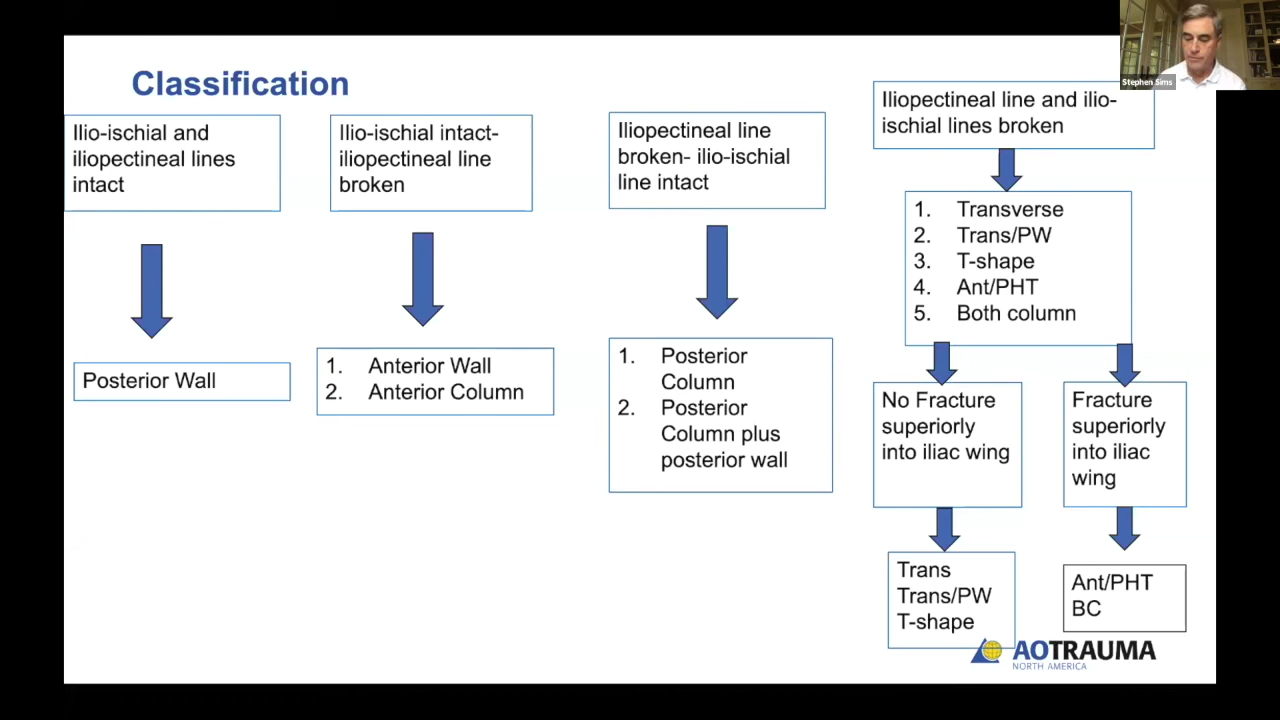 Stephen Sims
Classification
Ilio-ischial and
iliopectineal lines
intact
Posterior Wall
Ilio-ischial intact-
iliopectineal line
broken
1. Anterior Wall
2. Anterior Column
Iliopectineal line
broken- ilio-ischial
line intact
1. Posterior
Column
2. Posterior
Column plus
posterior wall
Iliopectineal line and ilio-
ischial lines broken
1. Transverse
2. Trans/PW
3. T-shape
4. Ant/PHT
5. Both column
No Fracture
superiorly
into iliac wing
Trans
Trans/PW
T-shape
Fracture
superiorly
into iliac
wing
Ant/PHT
BC
AOTRAUMA
NORTH AMERICA